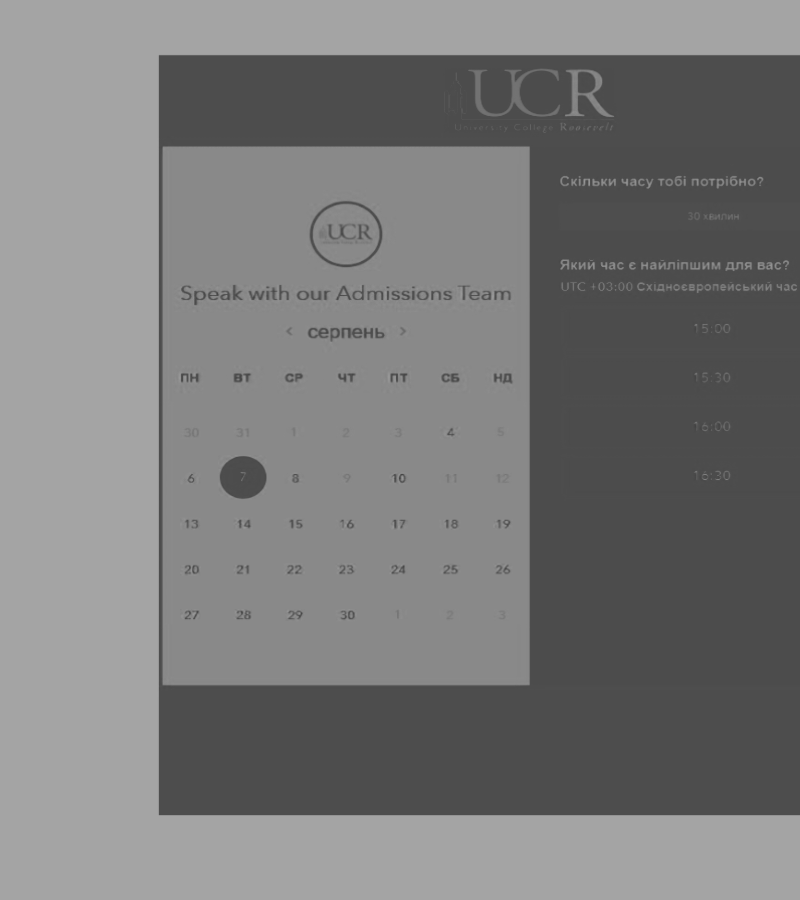 UCR
University College Roosevelt
UCR
Speak with our Admissions Team
< серпень >
ПН ВТ СР ЧТ ПТ СБ НД
30 31 1 2 3 4 5
6 7 8 9 10 11 12
13 14 15 16 17 18 19
20 21 22 23 24 25 26
27 28 29 30 1 2 3
Скільки часу тобі потрібно?
30 хвилин
Який час є найліпшим для вас?
UTC +03:00 Східноєвропейський час
15:00
15:30
16:00
16:30